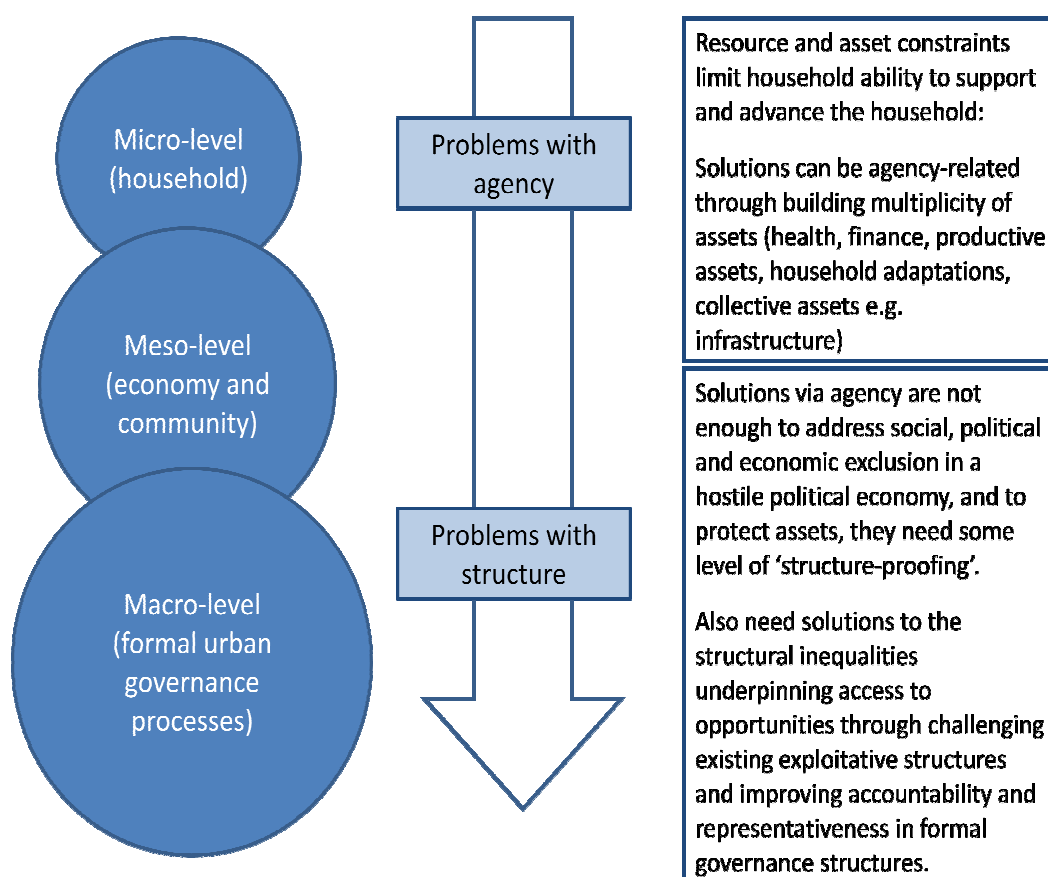 Micro-level
(household)
Meso-level
(economy and
community)
Macro-level
(formal urban
governance
processes)
Problems with
agency
Problems with
structure
Resource and asset constraints
limit household ability to support
and advance the household:
Solutions can be agency-related
through building multiplicity of
assets (health, finance, productive
assets, household adaptations,
collective assets e.g.
infrastructure)
Solutions via agency are not
enough to address social, political
and economic exclusion in a
hostile political economy, and to
protect assets, they need some
level of ‘structure-proofing’.
Also need solutions to the
structural inequalities
underpinning access to
opportunities through challenging
existing exploitative structures
and improving accountability and
representativeness in formal
governance structures.